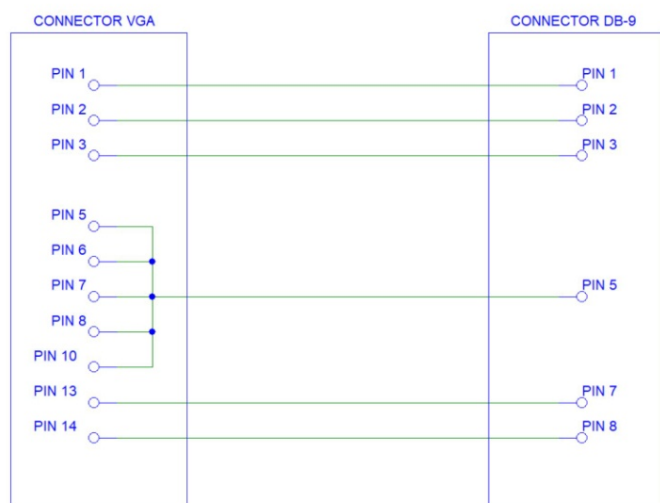 CONNECTOR VGA
CONNECTOR DB-9
PIN 1
PIN 1
PIN 2
PIN 2
PIN 3
PIN 3
PIN 5
PIN 6
PIN 7
PIN 5
PIN 8
PIN 10
PIN 13
PIN 7
PIN 14
PIN 8